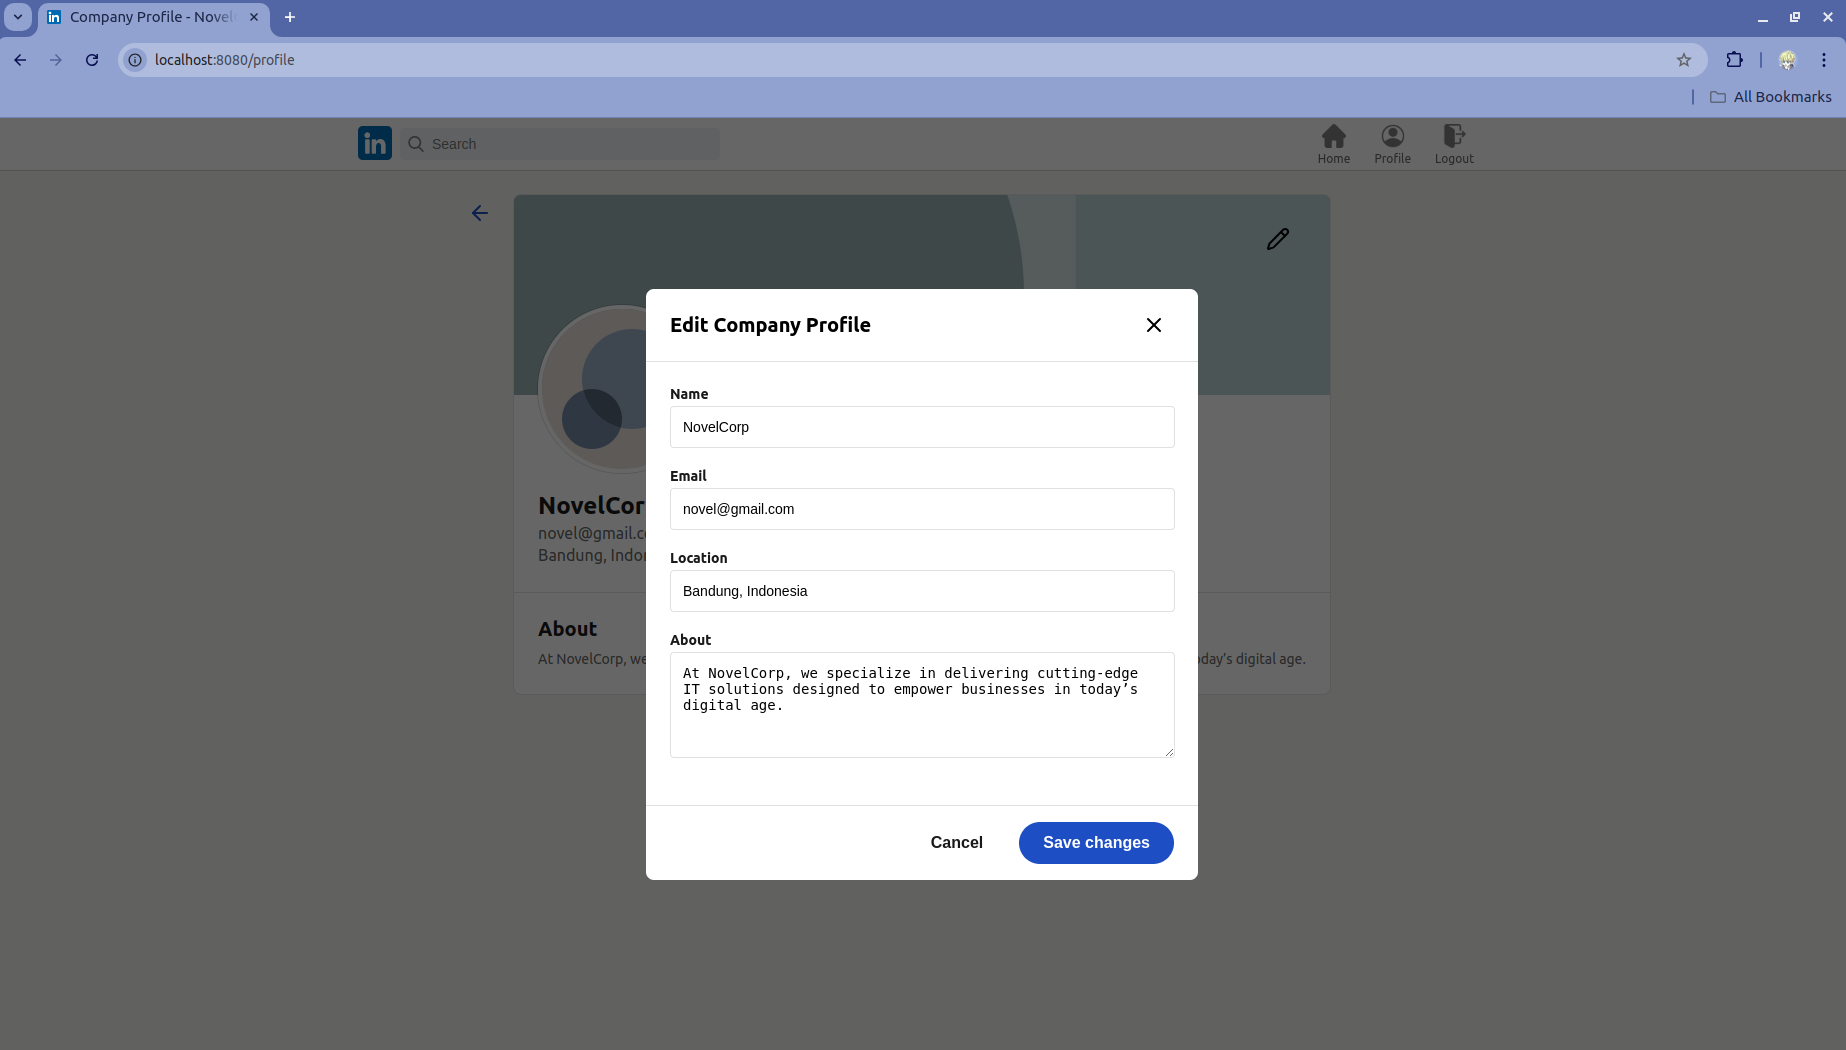 Company Profile - Novel
localhost:8080/profile
All Bookmarks
in
Search
Home
Profile
Logout
Edit Company Profile
Name
NovelCorp
Email
novel@gmail.com
Location
Bandung, Indonesia
About
At NovelCorp, we specialize in delivering cutting-edge
IT solutions designed to empower businesses in today’s
digital age.
Cancel
Save changes
NovelCor
novel@gmail.c
Bandung, Indo
About
At NovelCorp, we
day’s digital age.